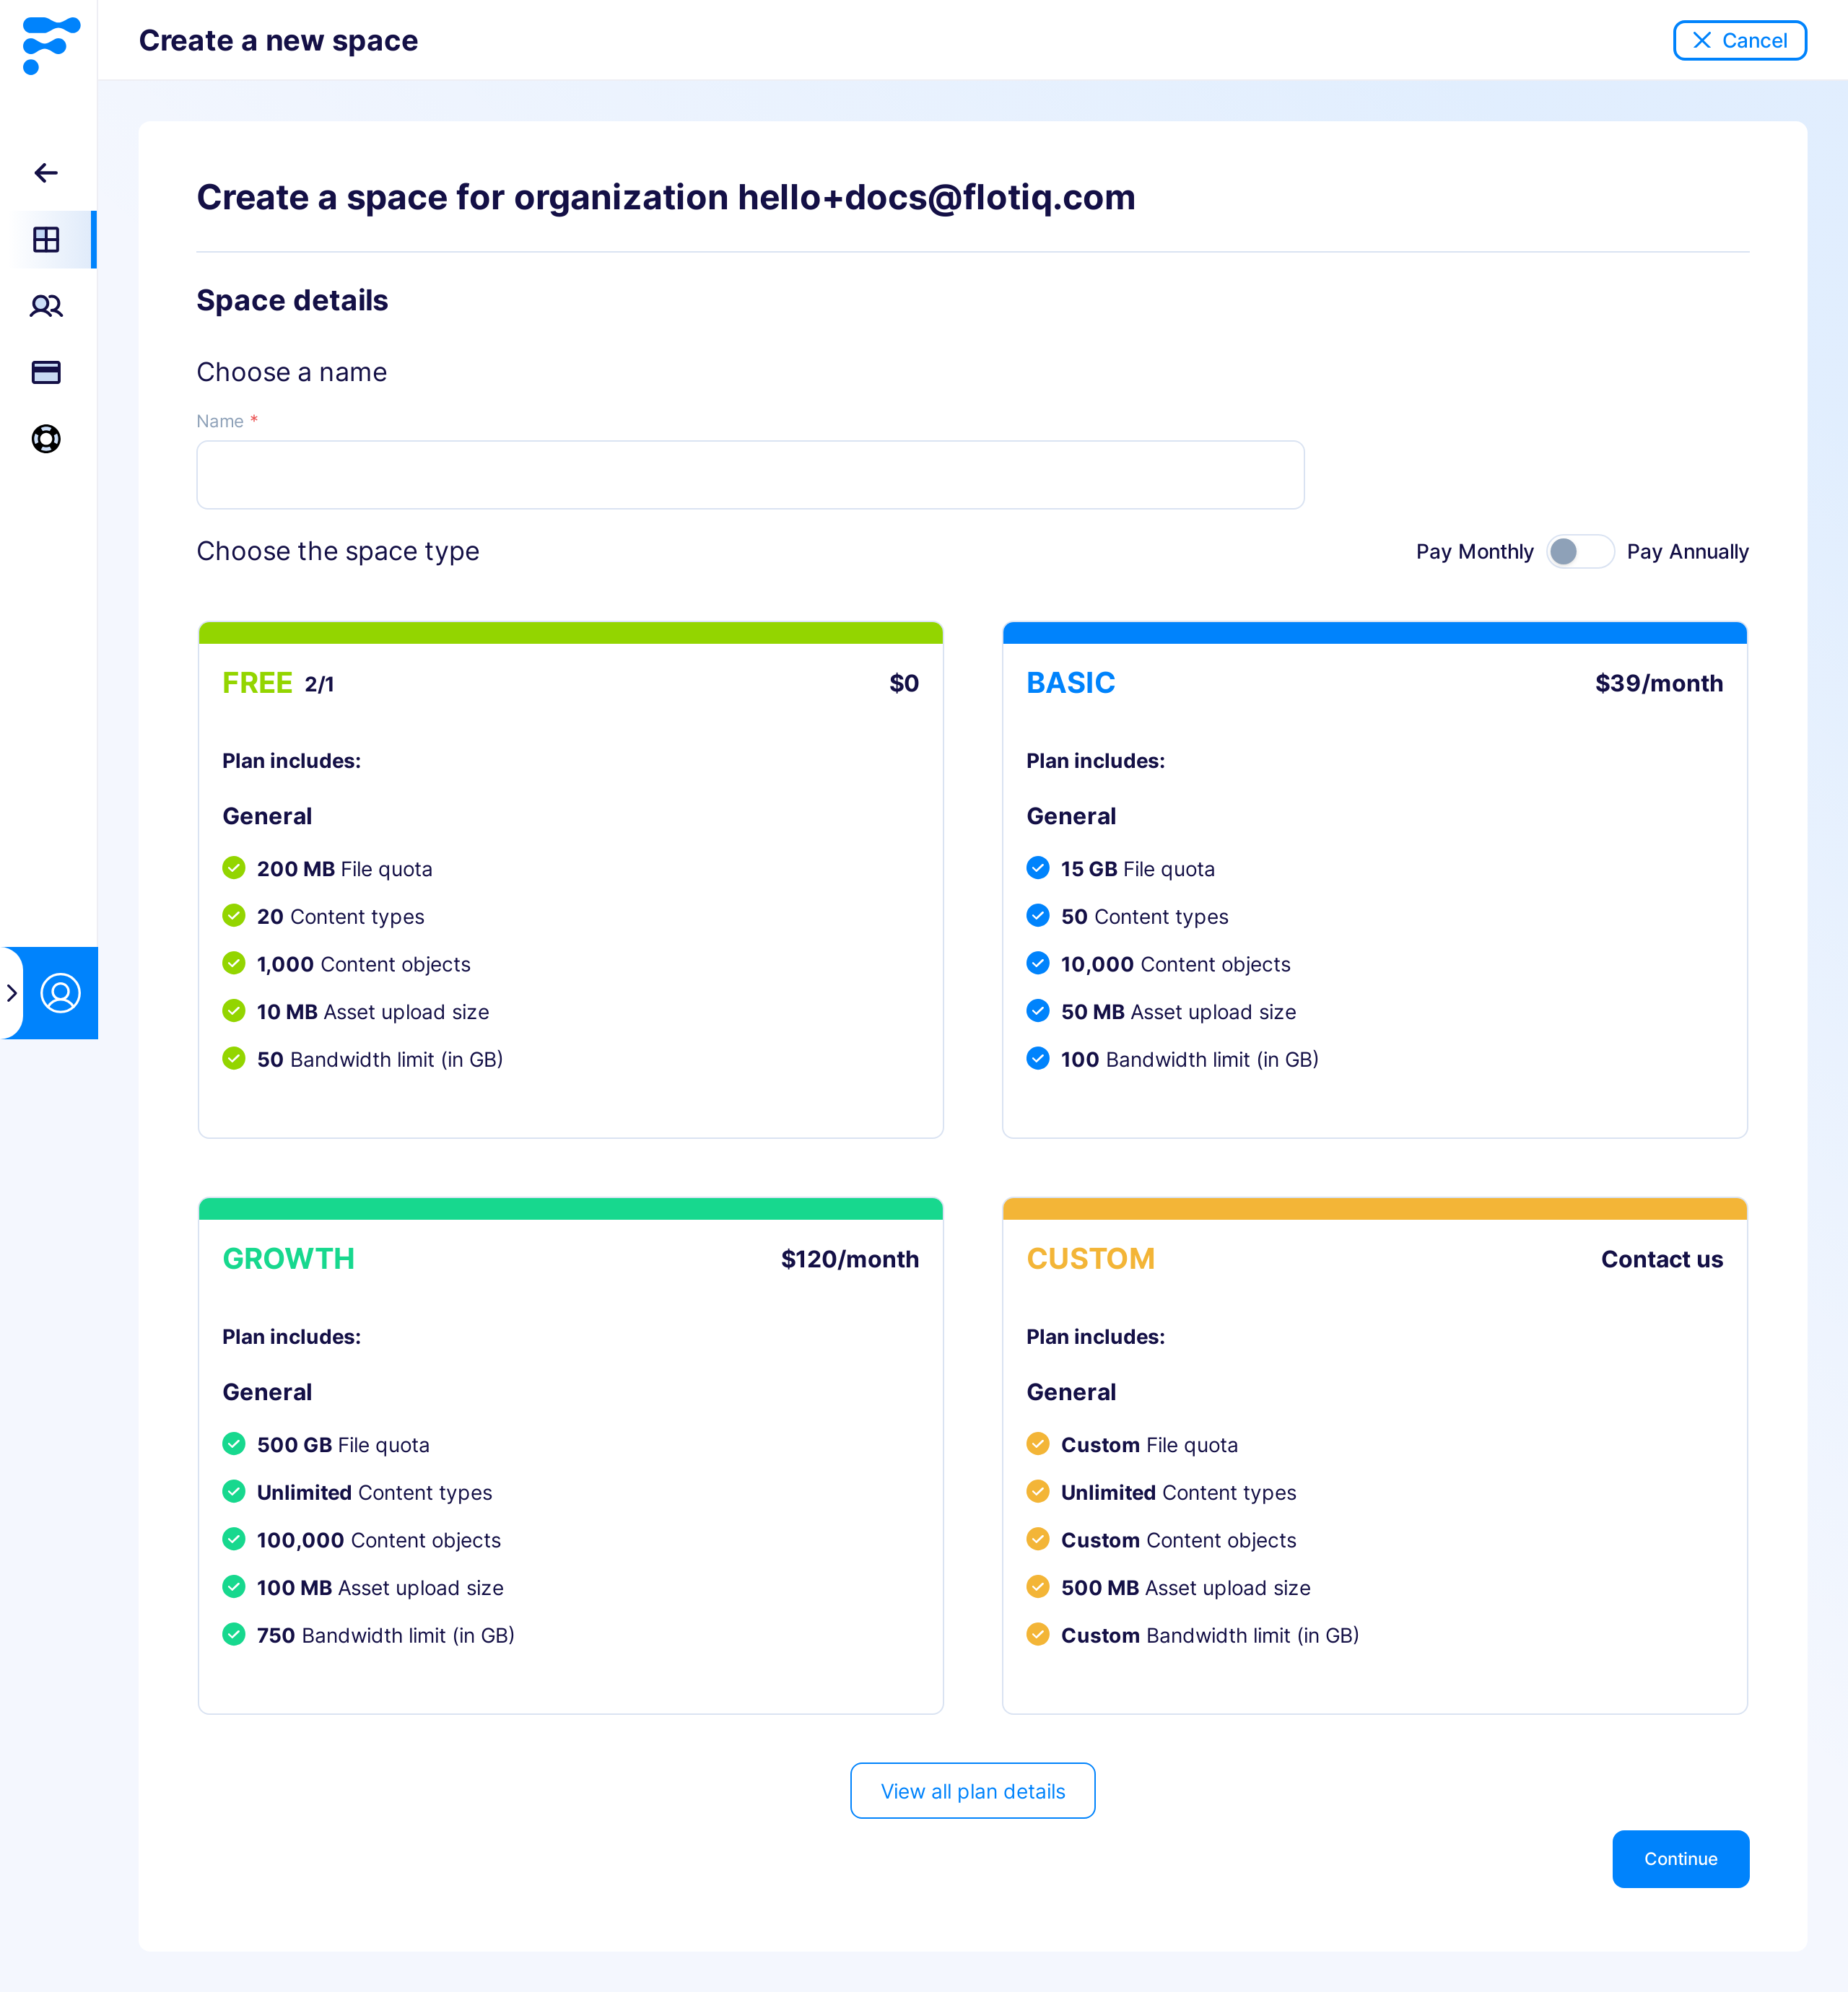 Create a new space
Cancel
Create a space for organization hello+docs@flotiq.com
Space details
Choose a name
Name *
Choose the space type
Pay Monthly
Pay Annually
FREE 2/1
$0
Plan includes:
General
200 MB File quota
20 Content types
1,000 Content objects
10 MB Asset upload size
50 Bandwidth limit (in GB)
BASIC
$39/month
Plan includes:
General
15 GB File quota
50 Content types
10,000 Content objects
50 MB Asset upload size
100 Bandwidth limit (in GB)
GROWTH
$120/month
Plan includes:
General
500 GB File quota
Unlimited Content types
100,000 Content objects
100 MB Asset upload size
750 Bandwidth limit (in GB)
CUSTOM
Contact us
Plan includes:
General
Custom File quota
Unlimited Content types
Custom Content objects
500 MB Asset upload size
Custom Bandwidth limit (in GB)
View all plan details
Continue